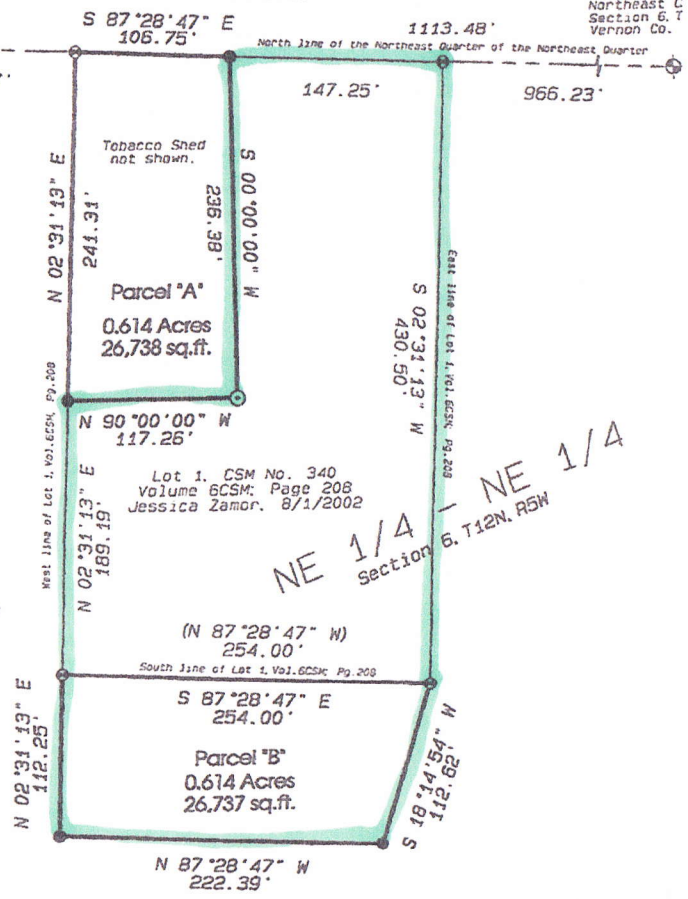 Northeast C
Section 6. T
Vernon Co.
S 87°28'47" E
106.75'
1113.48'
North line of the Northeast Quarter of the Northeast Quarter
147.25'
966.23'
Tobacco Shed
not shown.
N 02°31'13" E
241.31'
S 00°00'00" W
236.38'
Parcel "A"
0.614 Acres
26,738 sq.ft.
S 02°31'13" W
430.50'
East line of Lot 1, Vol.6CSM, Pg.208
N 90°00'00" W
117.26'
West line of Lot 1, Vol.6CSM, Pg.208
N 02°31'13" E
189.19'
Lot 1. CSM No. 340
Volume 6CSM; Page 208
Jessica Zamor. 8/1/2002
NE 1/4 - NE 1/4
Section 6, T12N, R5W
(N 87°28'47" W)
254.00'
South line of Lot 1, Vol.6CSM, Pg.208
S 87°28'47" E
254.00'
N 02°31'13" E
112.25'
Parcel "B"
0.614 Acres
26,737 sq.ft.
S 18°14'54" W
112.62'
N 87°28'47" W
222.39'